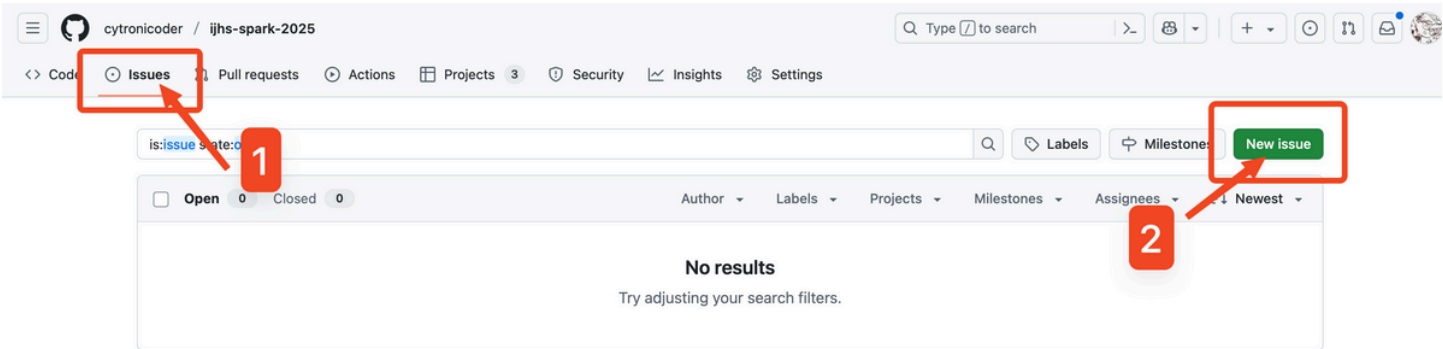 cytronicoder / ijhs-spark-2025
Type / to search
Code Issues Pull requests Actions Projects 3 Security Insights Settings
is:issue state:o
Labels Milestones New issue
1
Open 0 Closed 0 Author Labels Projects Milestones Assignees Newest
2
No results
Try adjusting your search filters.